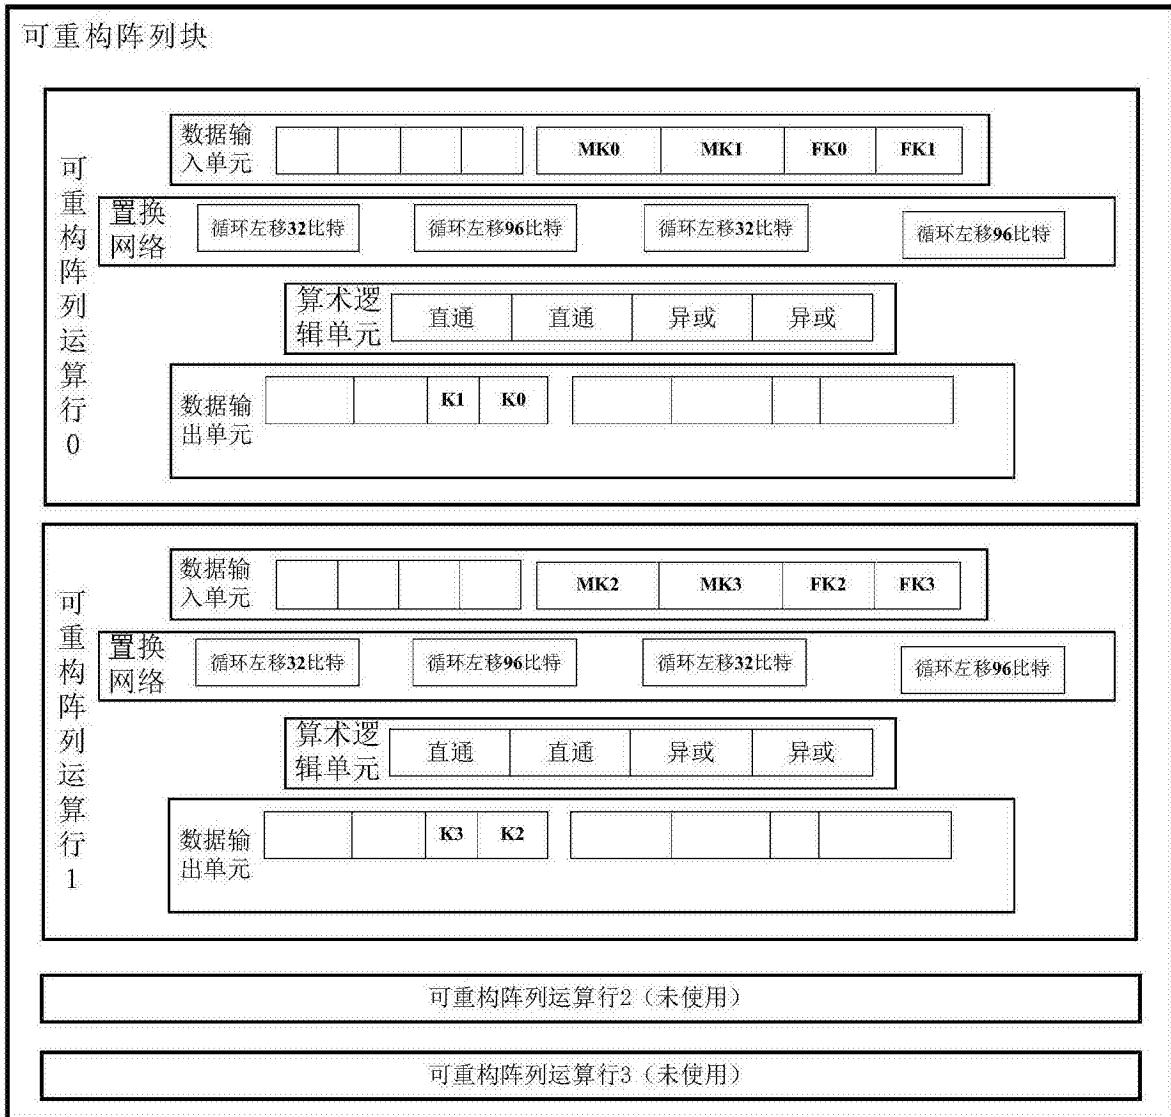 可重构阵列块
可重构阵列运算行0
数据输
入单元
MK0 MK1 FK0 FK1
置换
网络
循环左移32比特 循环左移96比特 循环左移32比特 循环左移96比特
算术逻
辑单元
直通 直通 异或 异或
数据输
出单元
K1 K0
可重构阵列运算行1
数据输
入单元
MK2 MK3 FK2 FK3
置换
网络
循环左移32比特 循环左移96比特 循环左移32比特 循环左移96比特
算术逻
辑单元
直通 直通 异或 异或
数据输
出单元
K3 K2
可重构阵列运算行2（未使用）
可重构阵列运算行3（未使用）